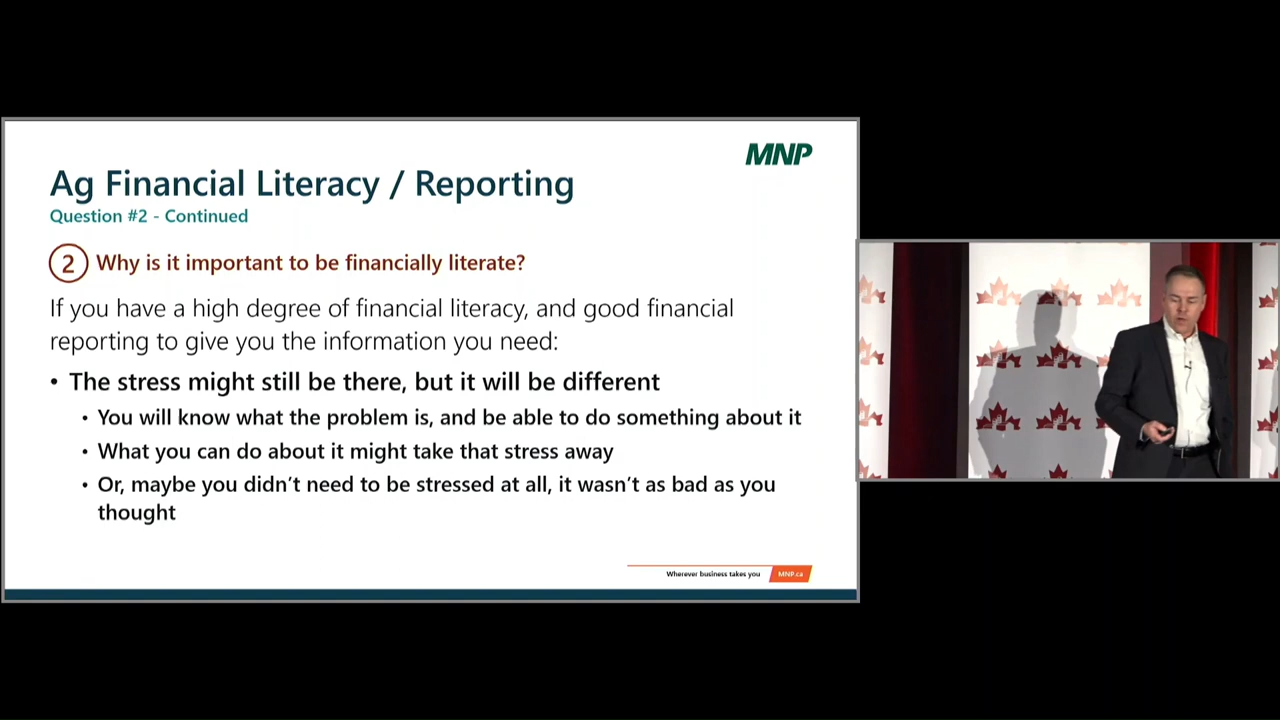 MNP
Ag Financial Literacy / Reporting
Question #2 - Continued
2 Why is it important to be financially literate?
If you have a high degree of financial literacy, and good financial
reporting to give you the information you need:
• The stress might still be there, but it will be different
• You will know what the problem is, and be able to do something about it
• What you can do about it might take that stress away
• Or, maybe you didn’t need to be stressed at all, it wasn’t as bad as you
thought
Wherever business takes you MNP.ca